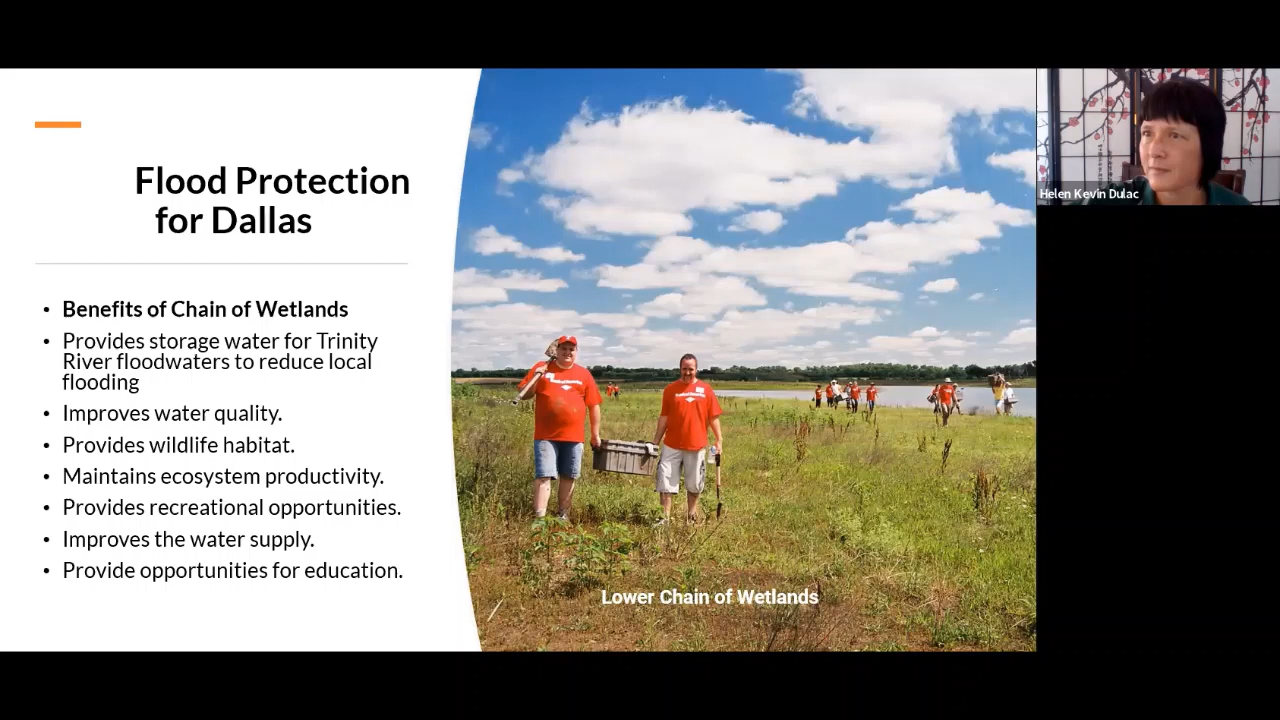 Flood Protection
for Dallas
• Benefits of Chain of Wetlands
• Provides storage water for Trinity
River floodwaters to reduce local
flooding
• Improves water quality.
• Provides wildlife habitat.
• Maintains ecosystem productivity.
• Provides recreational opportunities.
• Improves the water supply.
• Provide opportunities for education.
Lower Chain of Wetlands
Helen Kevin Dulac